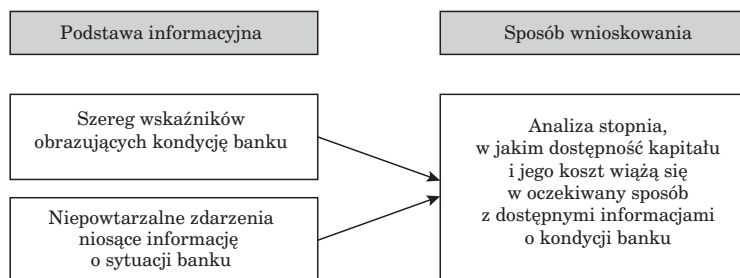 Podstawa informacyjna
Sposób wnioskowania
Szereg wskaźników
obrazujących kondycję banku
Niepowtarzalne zdarzenia
niosące informację
o sytuacji banku
Analiza stopnia,
w jakim dostępność kapitału
i jego koszt wiążą się
w oczekiwany sposób
z dostępnymi informacjami
o kondycji banku